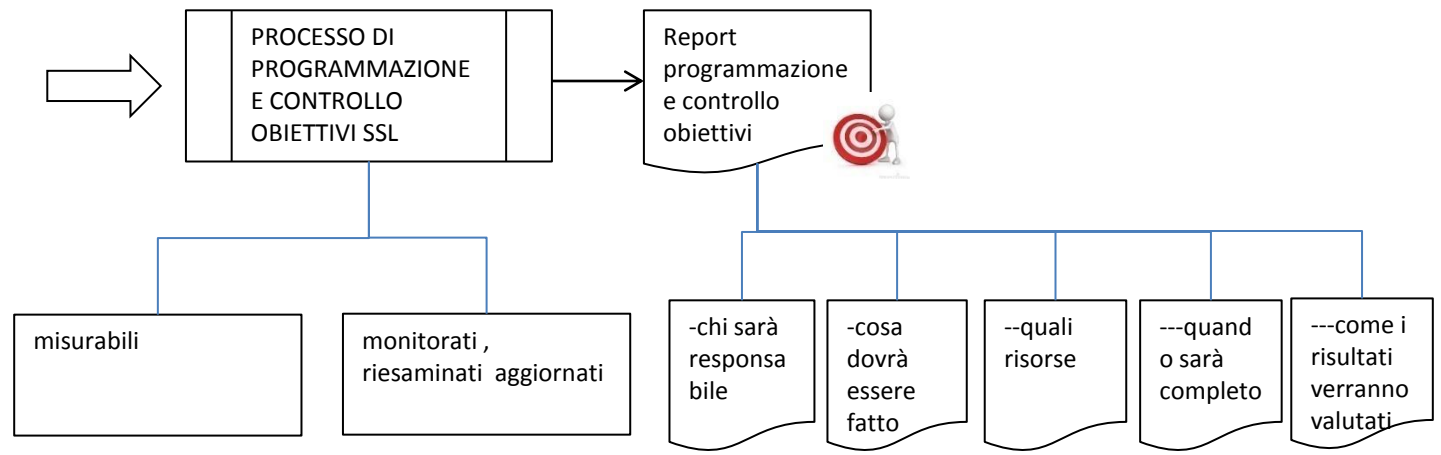 PROCESSO DI
PROGRAMMAZIONE
E CONTROLLO
OBIETTIVI SSL
Report
programmazione
e controllo
obiettivi
misurabili
monitorati ,
riesaminati aggiornati
-chi sarà
responsa
bile
-cosa
dovrà
essere
fatto
--quali
risorse
---quand
o sarà
completo
---come i
risultati
verranno
valutati